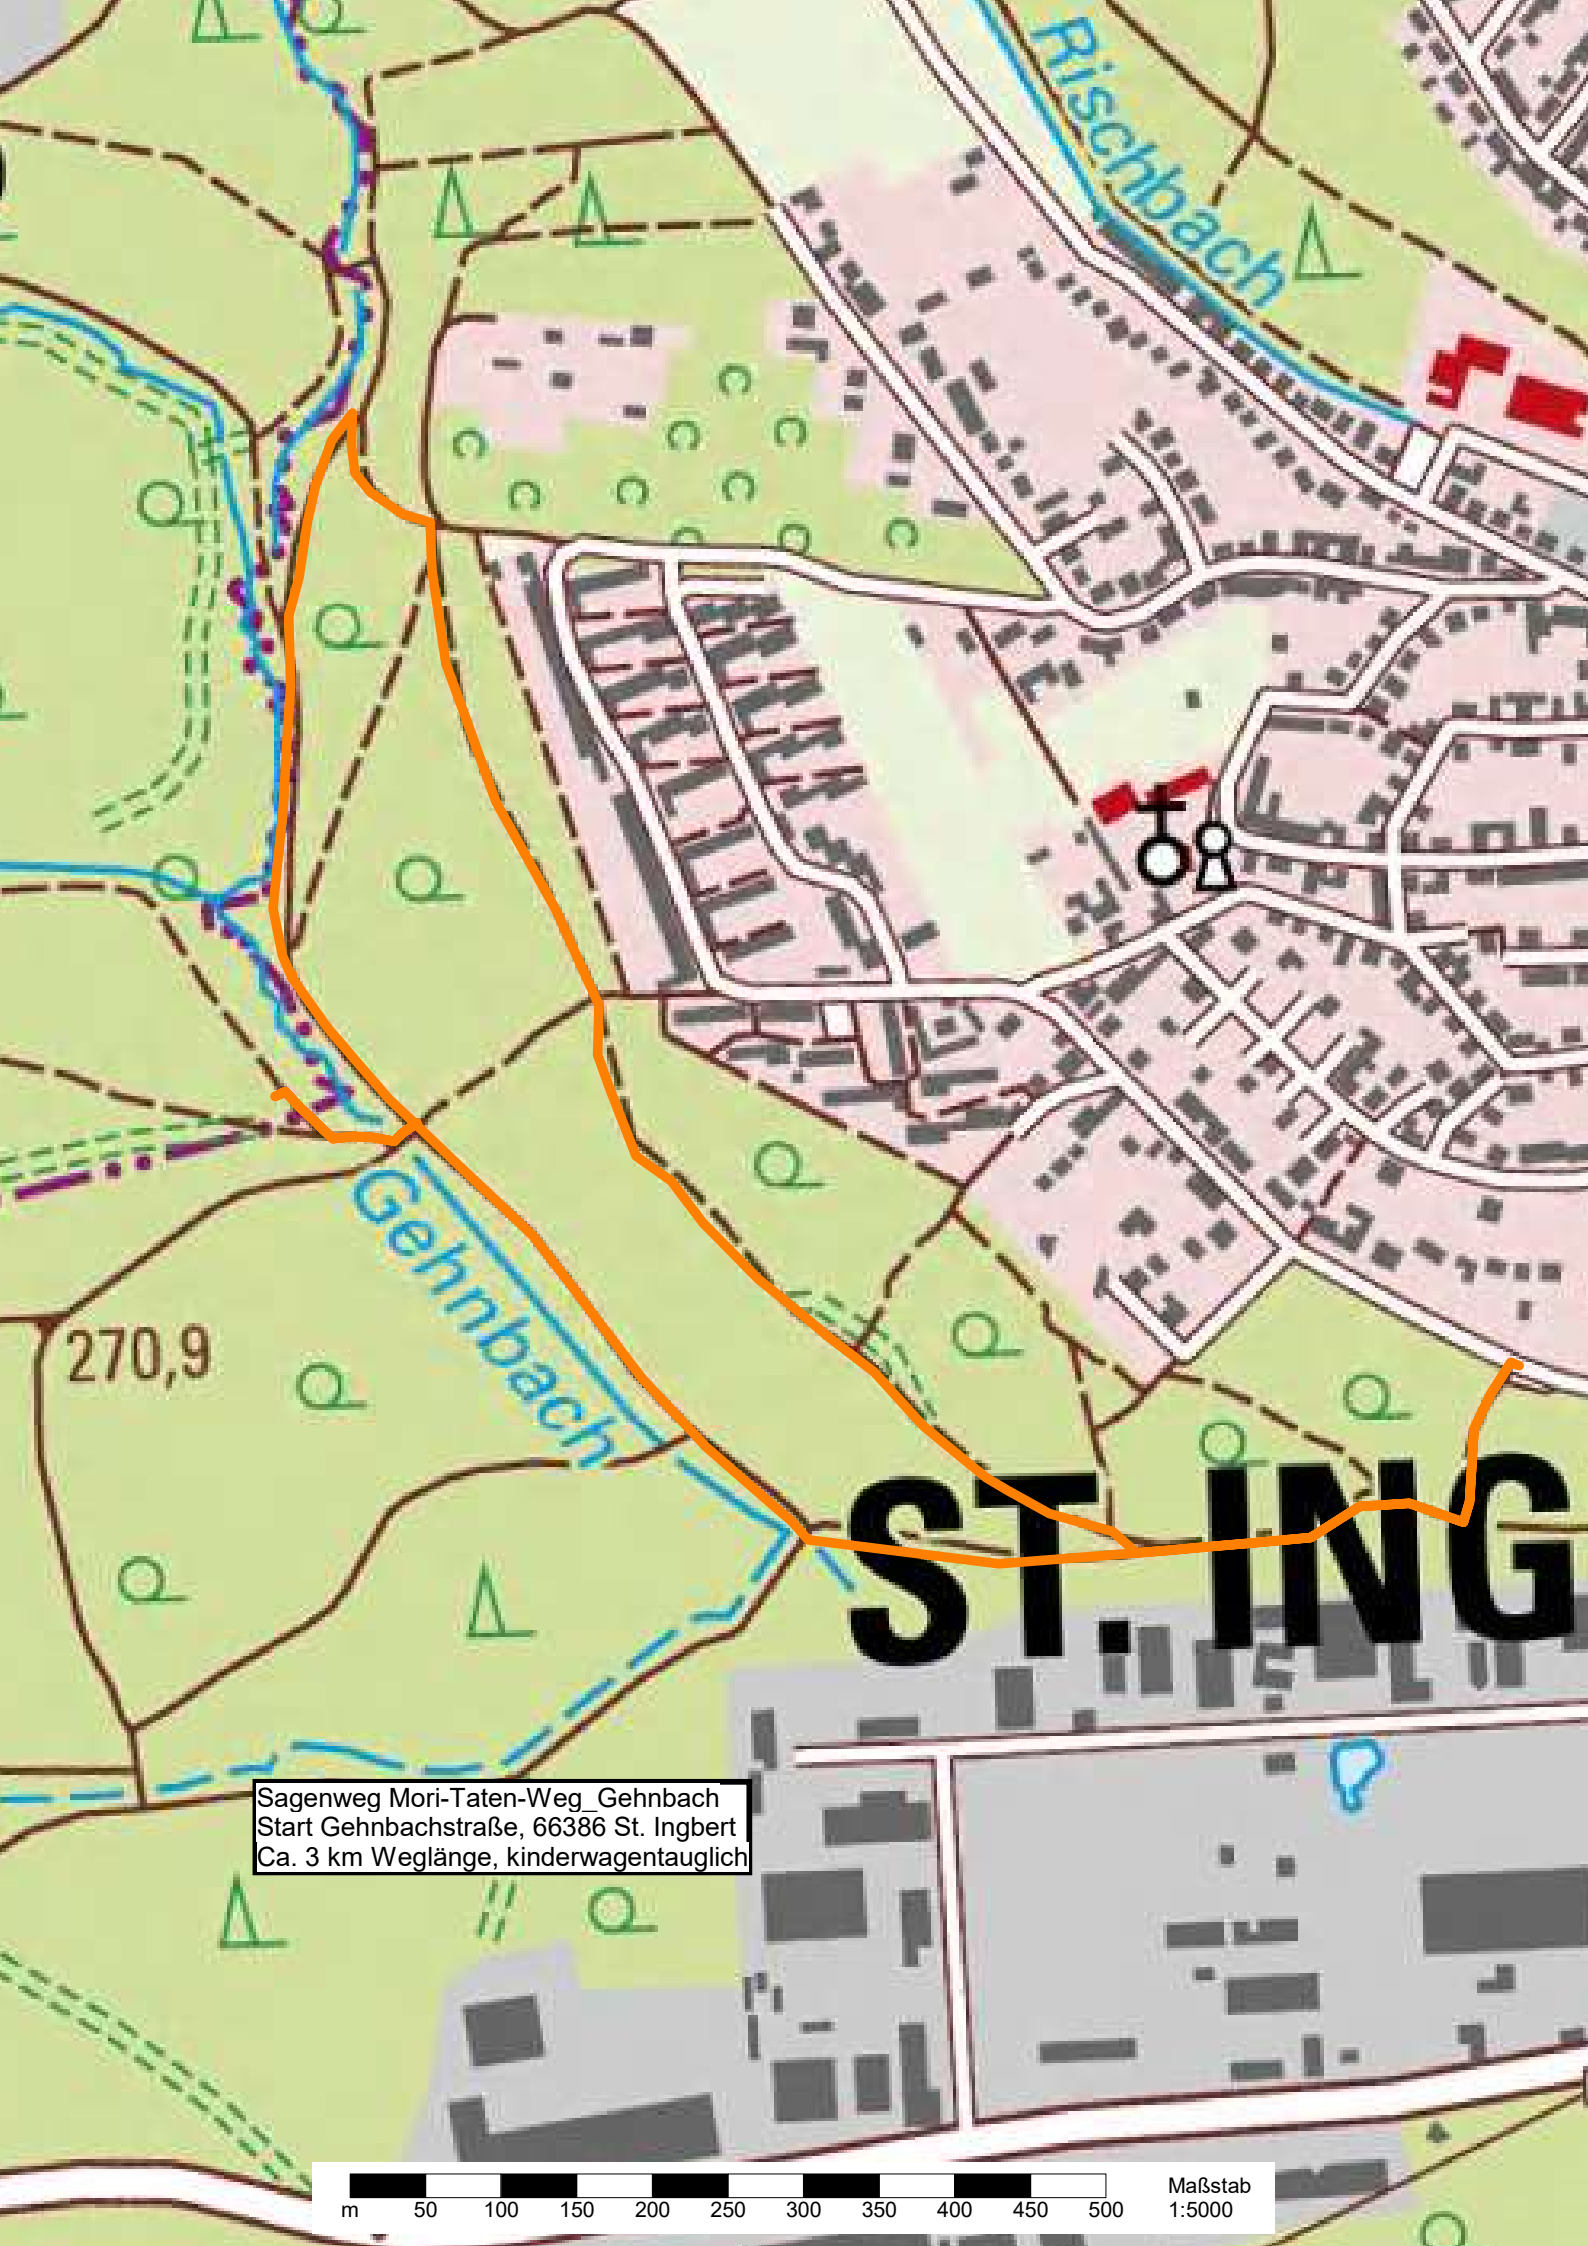 Rischbach
Gehnbach
270,9
ST. ING
Sagenweg Mori-Taten-Weg_Gehnbach
Start Gehnbachstraße, 66386 St. Ingbert
Ca. 3 km Weglänge, kinderwagentauglich
m 50 100 150 200 250 300 350 400 450 500
Maßstab
1:5000